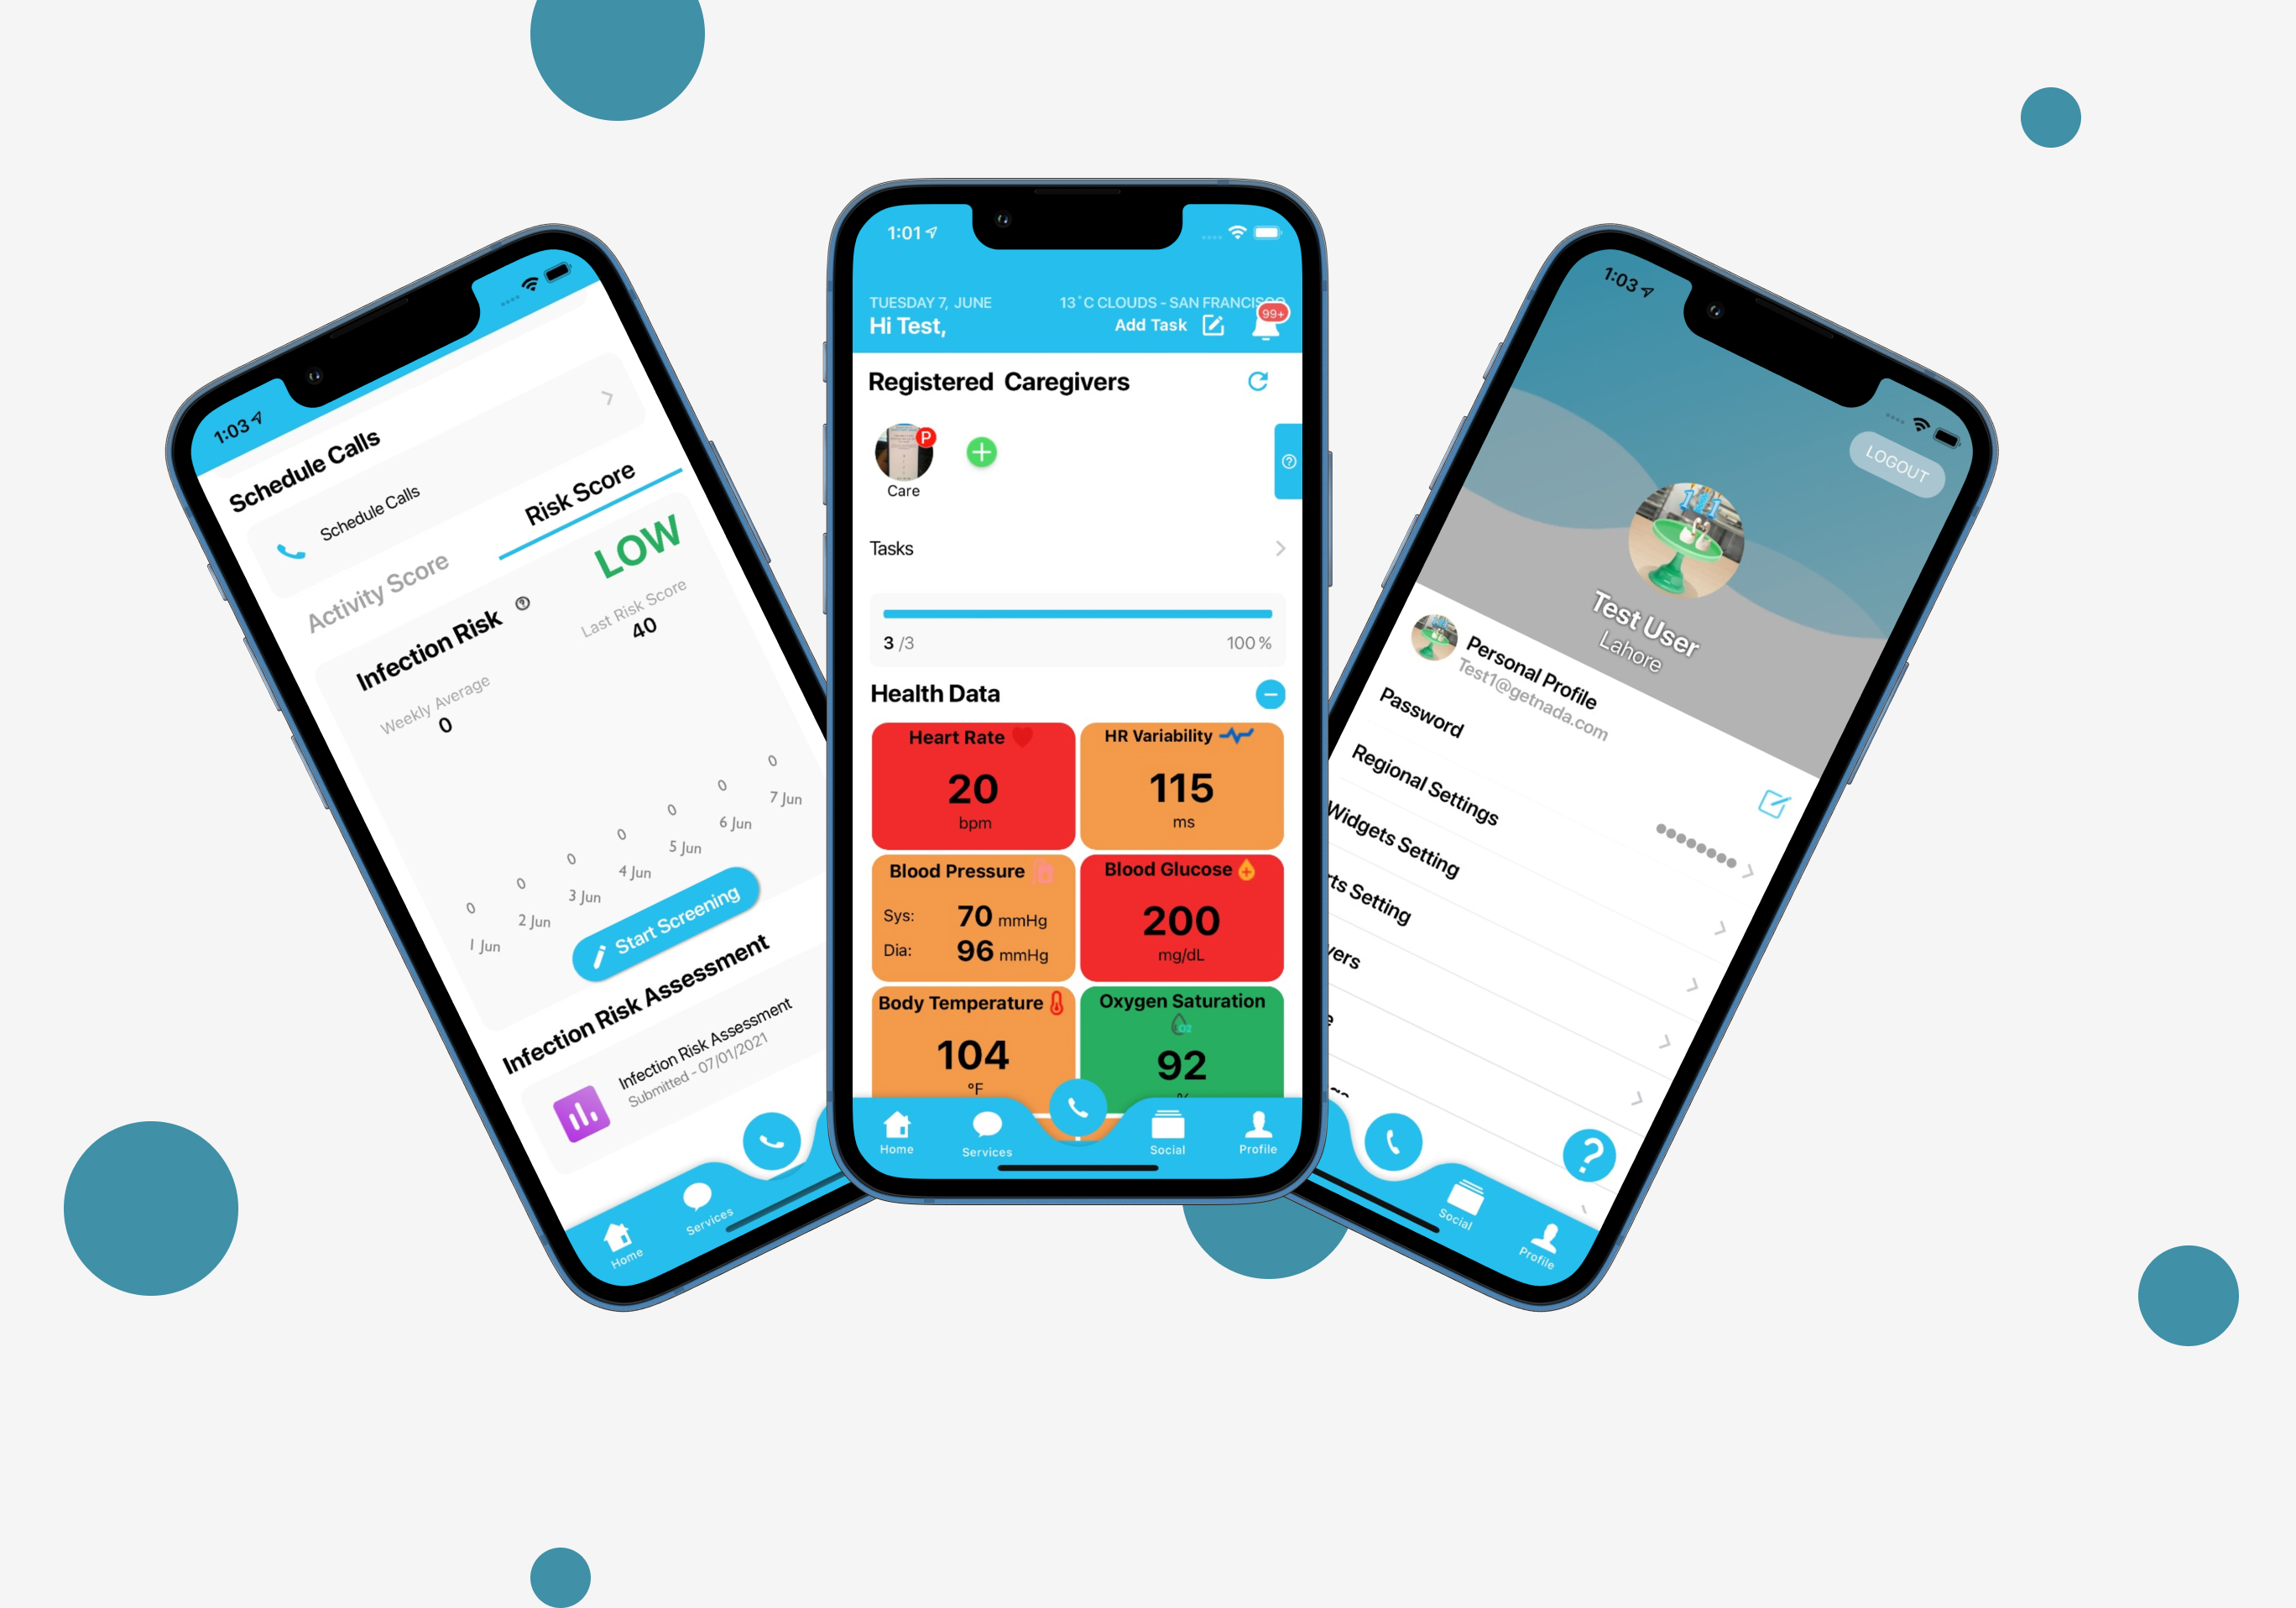 1:03
Schedule Calls
Schedule Calls
Activity Score
Risk Score
Infection Risk
LOW
Last Risk Score
40
Weekly Average
0
0
0
0
0
0
0
0
1 Jun
2 Jun
3 Jun
4 Jun
5 Jun
6 Jun
7 Jun
Start Screening
Infection Risk Assessment
Infection Risk Assessment
Submitted - 07/01/2021
Home
Services
1:01
TUESDAY 7, JUNE
13°C CLOUDS - SAN FRANCISCO
Hi Test,
Add Task
99+
Registered Caregivers
P
Care
Tasks
3 /3
100 %
Health Data
Heart Rate
20
bpm
HR Variability
115
ms
Blood Pressure
Sys: 70 mmHg
Dia: 96 mmHg
Blood Glucose
200
mg/dL
Body Temperature
104
°F
Oxygen Saturation
O2
92
%
Home
Services
Social
Profile
1:03
LOGOUT
Test User
Lahore
Personal Profile
Test1@getnada.com
Password
Regional Settings
Widgets Setting
rts Setting
vers
e
?
Social
Profile